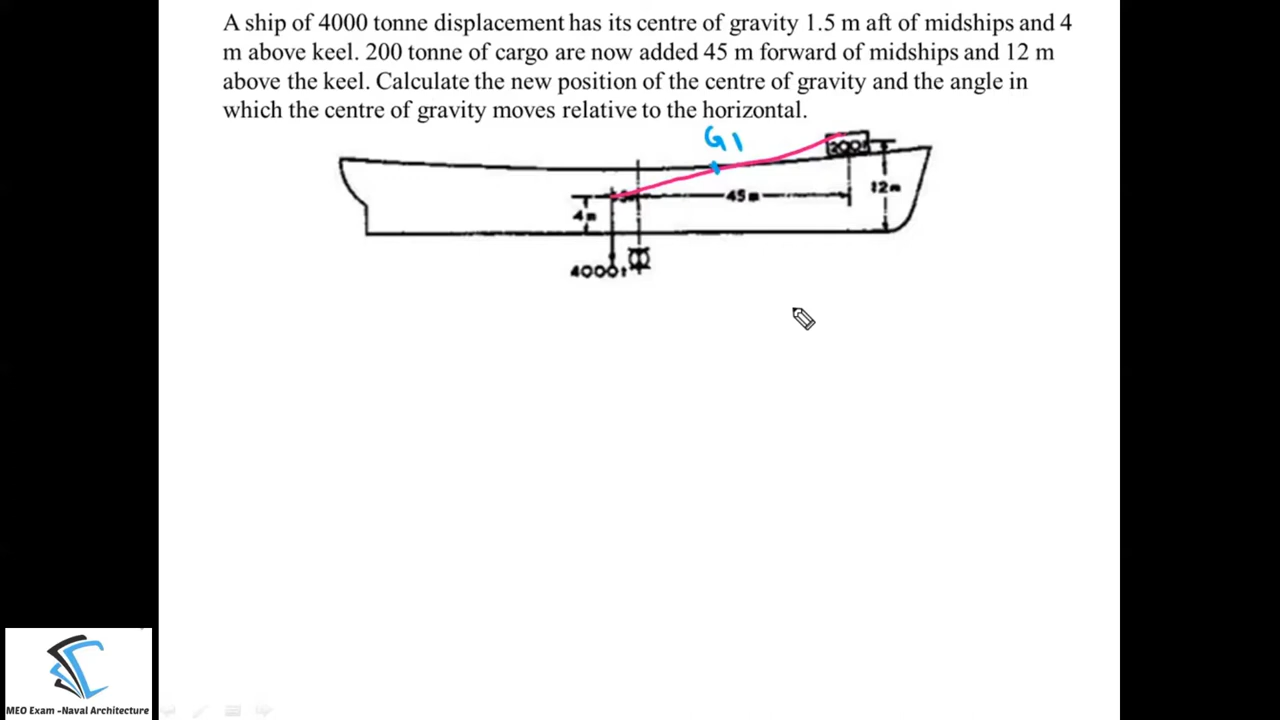 A ship of 4000 tonne displacement has its centre of gravity 1.5 m aft of midships and 4
m above keel. 200 tonne of cargo are now added 45 m forward of midships and 12 m
above the keel. Calculate the new position of the centre of gravity and the angle in
which the centre of gravity moves relative to the horizontal.
G1
200t
12m
45m
4m
4000t
MEO Exam -Naval Architecture